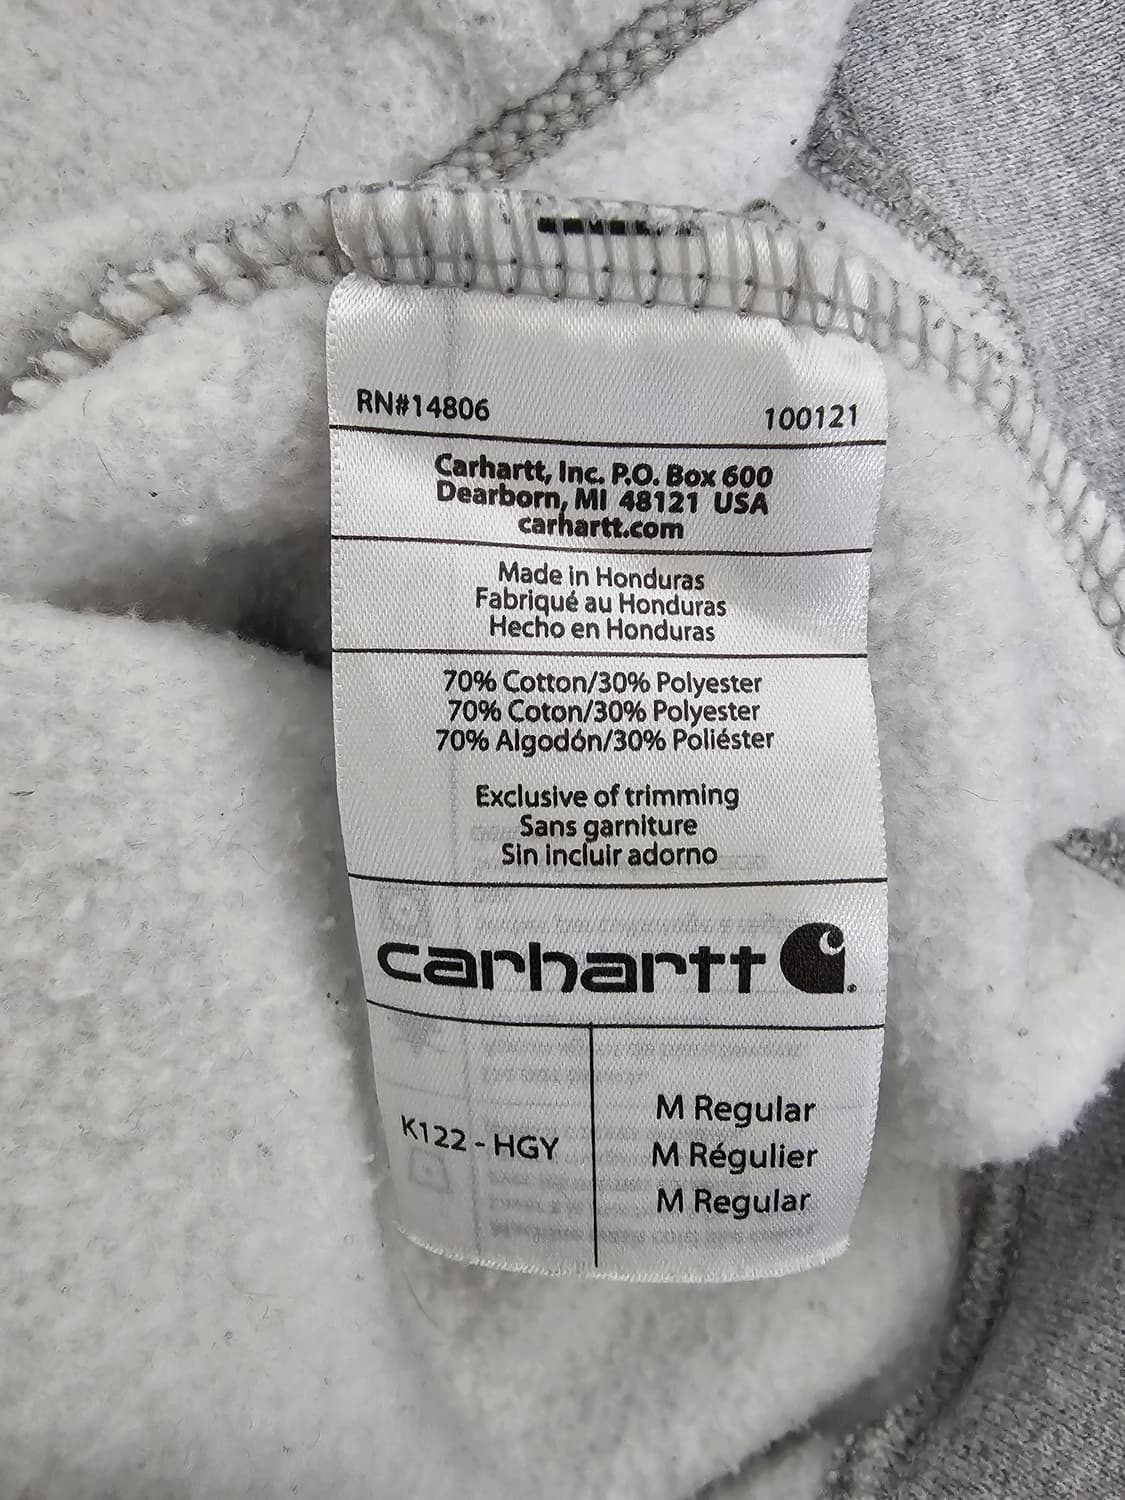 RN#14806 100121
Carhartt, Inc. P.O. Box 600
Dearborn, MI 48121 USA
carhartt.com
Made in Honduras
Fabriqué au Honduras
Hecho en Honduras
70% Cotton/30% Polyester
70% Coton/30% Polyester
70% Algodón/30% Poliéster
Exclusive of trimming
Sans garniture
Sin incluir adorno
carhartt
K122 - HGY
M Regular
M Régulier
M Regular